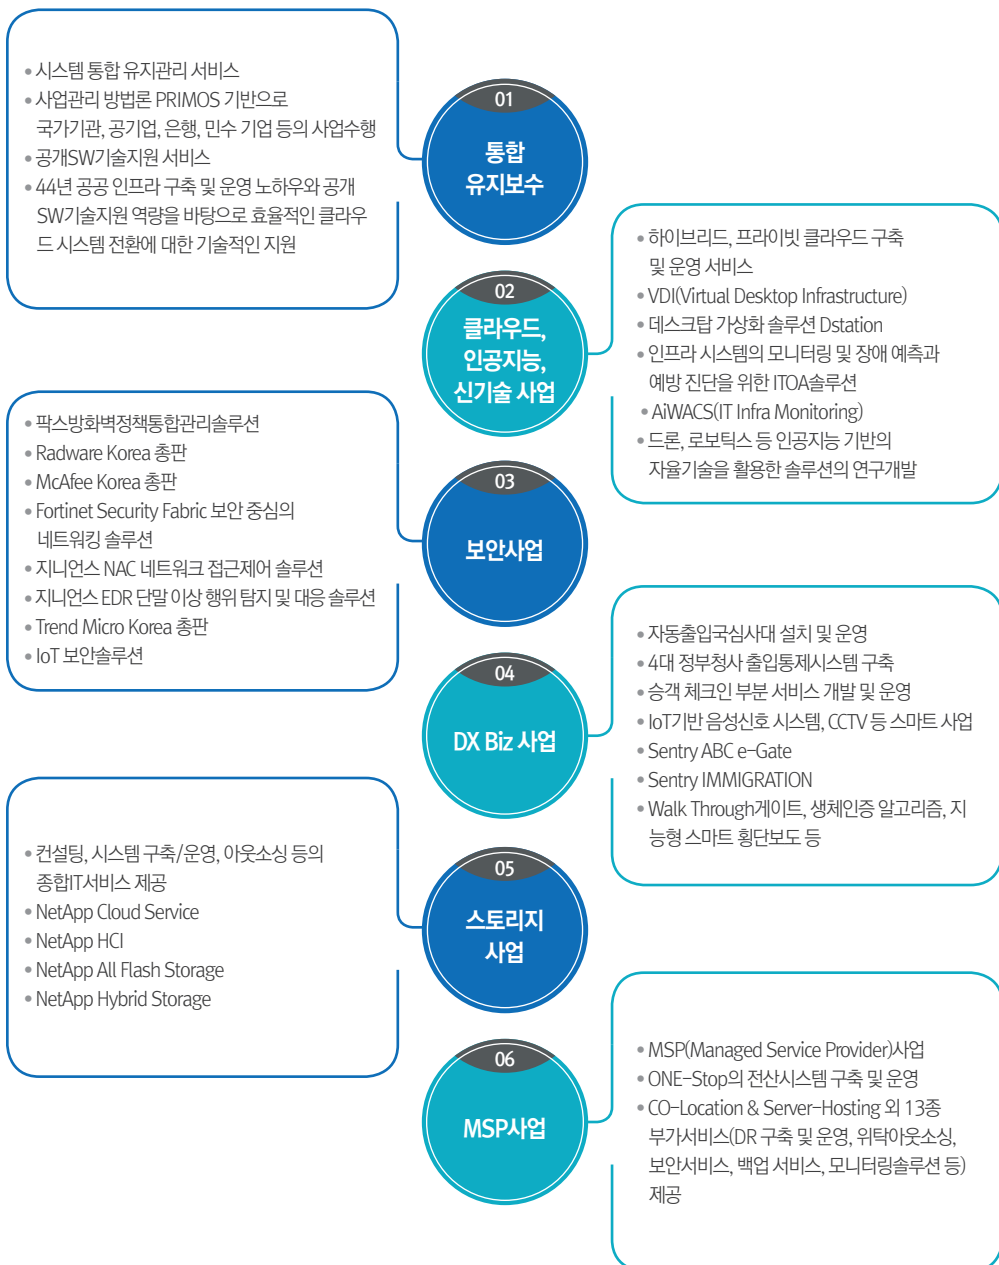 01
통합
유지보수
• 시스템 통합 유지관리 서비스
• 사업관리 방법론 PRIMOS 기반으로
국가기관, 공기업, 은행, 민수 기업 등의 사업수행
• 공개SW기술지원 서비스
• 44년 공공 인프라 구축 및 운영 노하우와 공개
SW기술지원 역량을 바탕으로 효율적인 클라우
드 시스템 전환에 대한 기술적인 지원
02
클라우드,
인공지능,
신기술 사업
• 하이브리드, 프라이빗 클라우드 구축
및 운영 서비스
• VDI(Virtual Desktop Infrastructure)
• 데스크탑 가상화 솔루션 Dstation
• 인프라 시스템의 모니터링 및 장애 예측과
예방 진단을 위한 ITOA솔루션
• AiWACS(IT Infra Monitoring)
• 드론, 로보틱스 등 인공지능 기반의
자율기술을 활용한 솔루션의 연구개발
03
보안사업
• 팍스방화벽정책통합관리솔루션
• Radware Korea 총판
• McAfee Korea 총판
• Fortinet Security Fabric 보안 중심의
네트워킹 솔루션
• 지니언스 NAC 네트워크 접근제어 솔루션
• 지니언스 EDR 단말 이상 행위 탐지 및 대응 솔루션
• Trend Micro Korea 총판
• IoT 보안솔루션
04
DX Biz 사업
• 자동출입국심사대 설치 및 운영
• 4대 정부청사 출입통제시스템 구축
• 승객 체크인 부분 서비스 개발 및 운영
• IoT기반 음성신호 시스템, CCTV 등 스마트 사업
• Sentry ABC e-Gate
• Sentry IMMIGRATION
• Walk Through게이트, 생체인증 알고리즘, 지
능형 스마트 횡단보도 등
05
스토리지
사업
• 컨설팅, 시스템 구축/운영, 아웃소싱 등의
종합IT서비스 제공
• NetApp Cloud Service
• NetApp HCI
• NetApp All Flash Storage
• NetApp Hybrid Storage
06
MSP사업
• MSP(Managed Service Provider)사업
• ONE-Stop의 전산시스템 구축 및 운영
• CO-Location & Server-Hosting 외 13종
부가서비스(DR 구축 및 운영, 위탁아웃소싱,
보안서비스, 백업 서비스, 모니터링솔루션 등)
제공